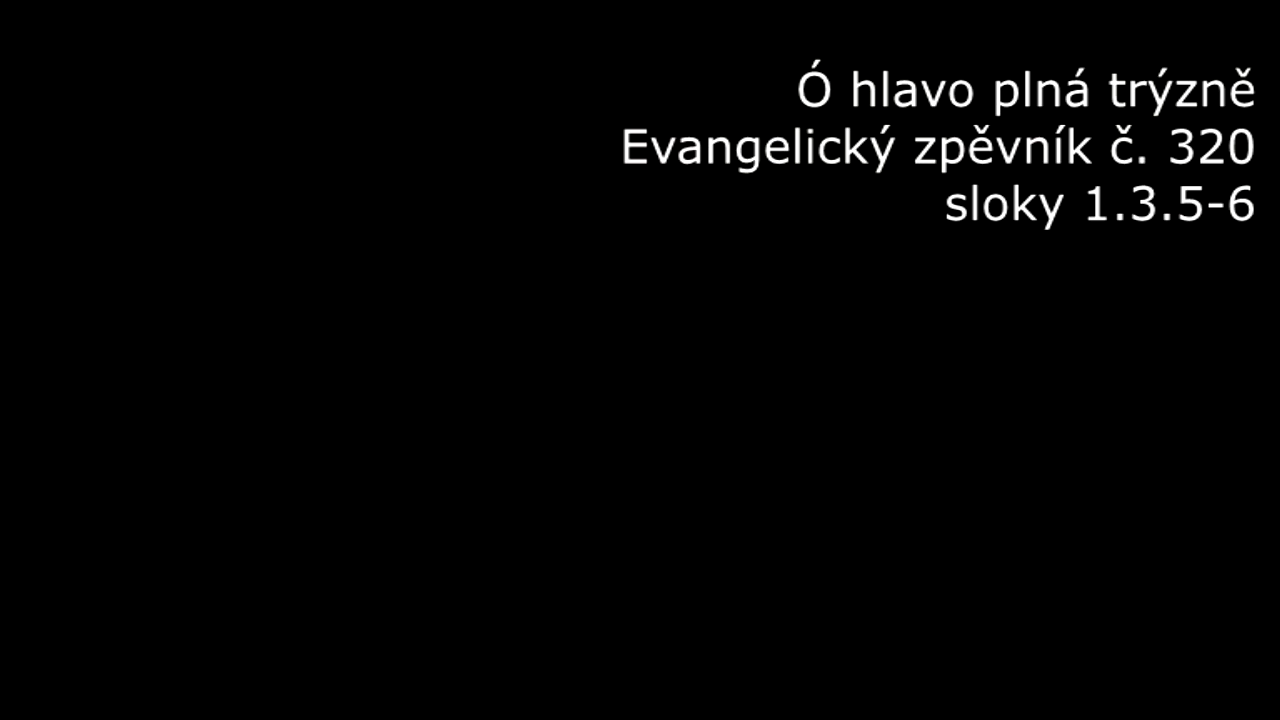 Ó hlavo plná trýzně
Evangelický zpěvník č. 320
sloky 1.3.5-6